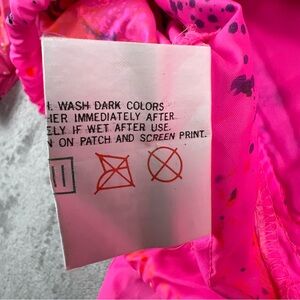 WASH DARK COLORS
HER IMMEDIATELY AFTER
ELY IF WET AFTER USE.
N ON PATCH AND SCREEN PRINT.